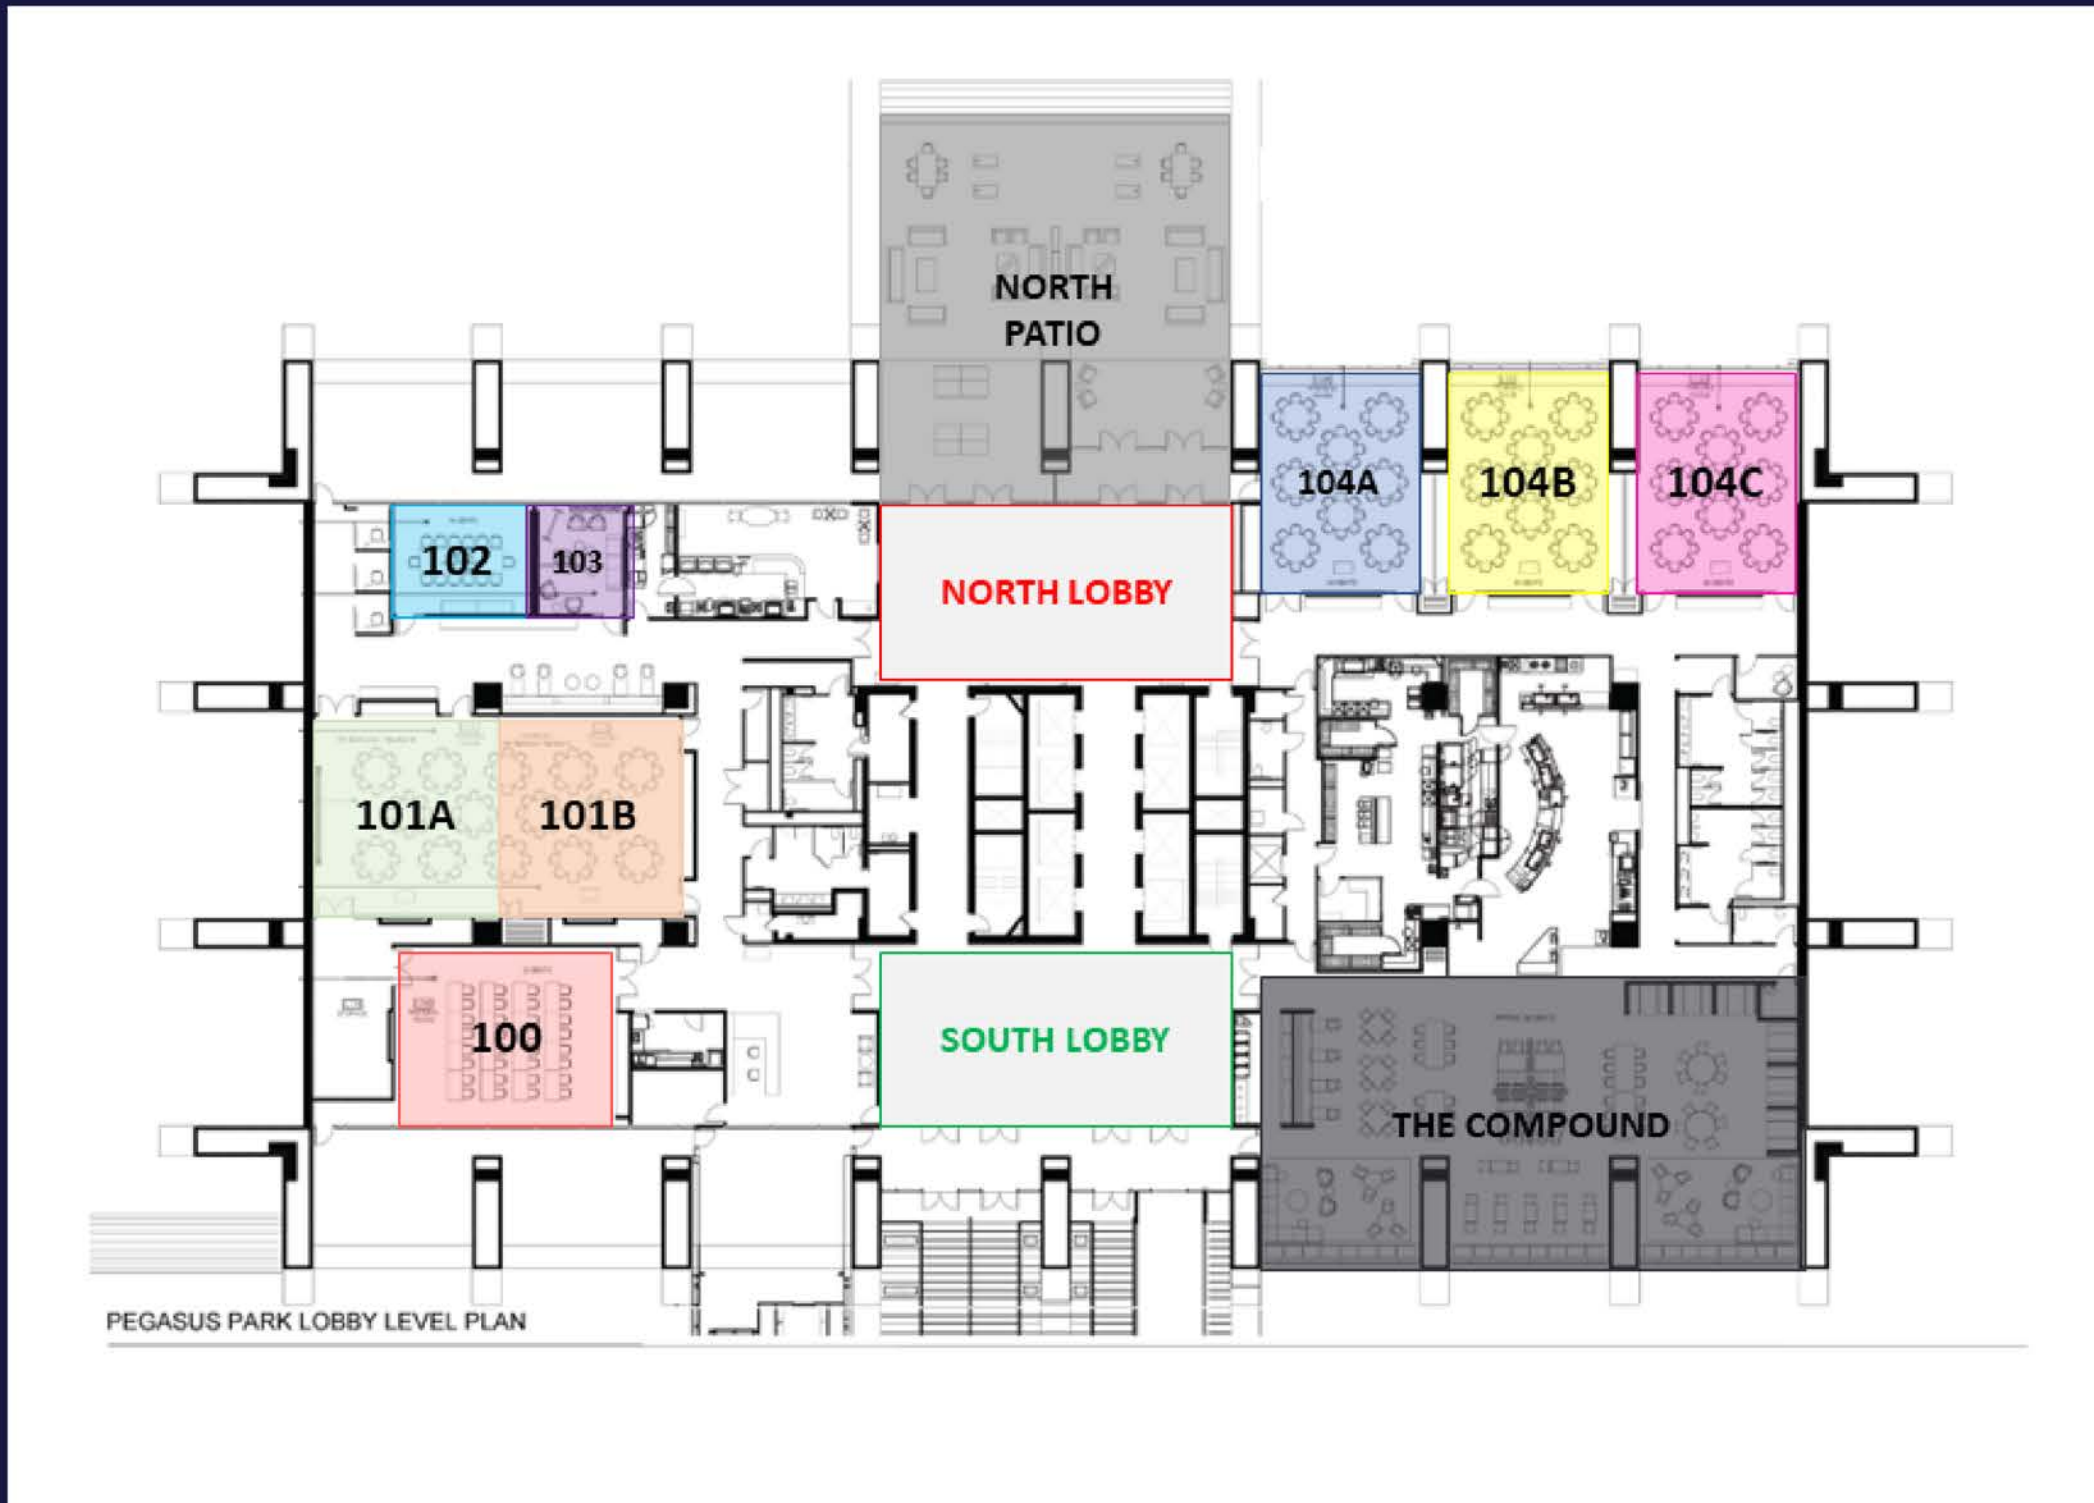 NORTH
PATIO
104A
104B
104C
102
103
NORTH LOBBY
101A
101B
100
SOUTH LOBBY
THE COMPOUND
PEGASUS PARK LOBBY LEVEL PLAN